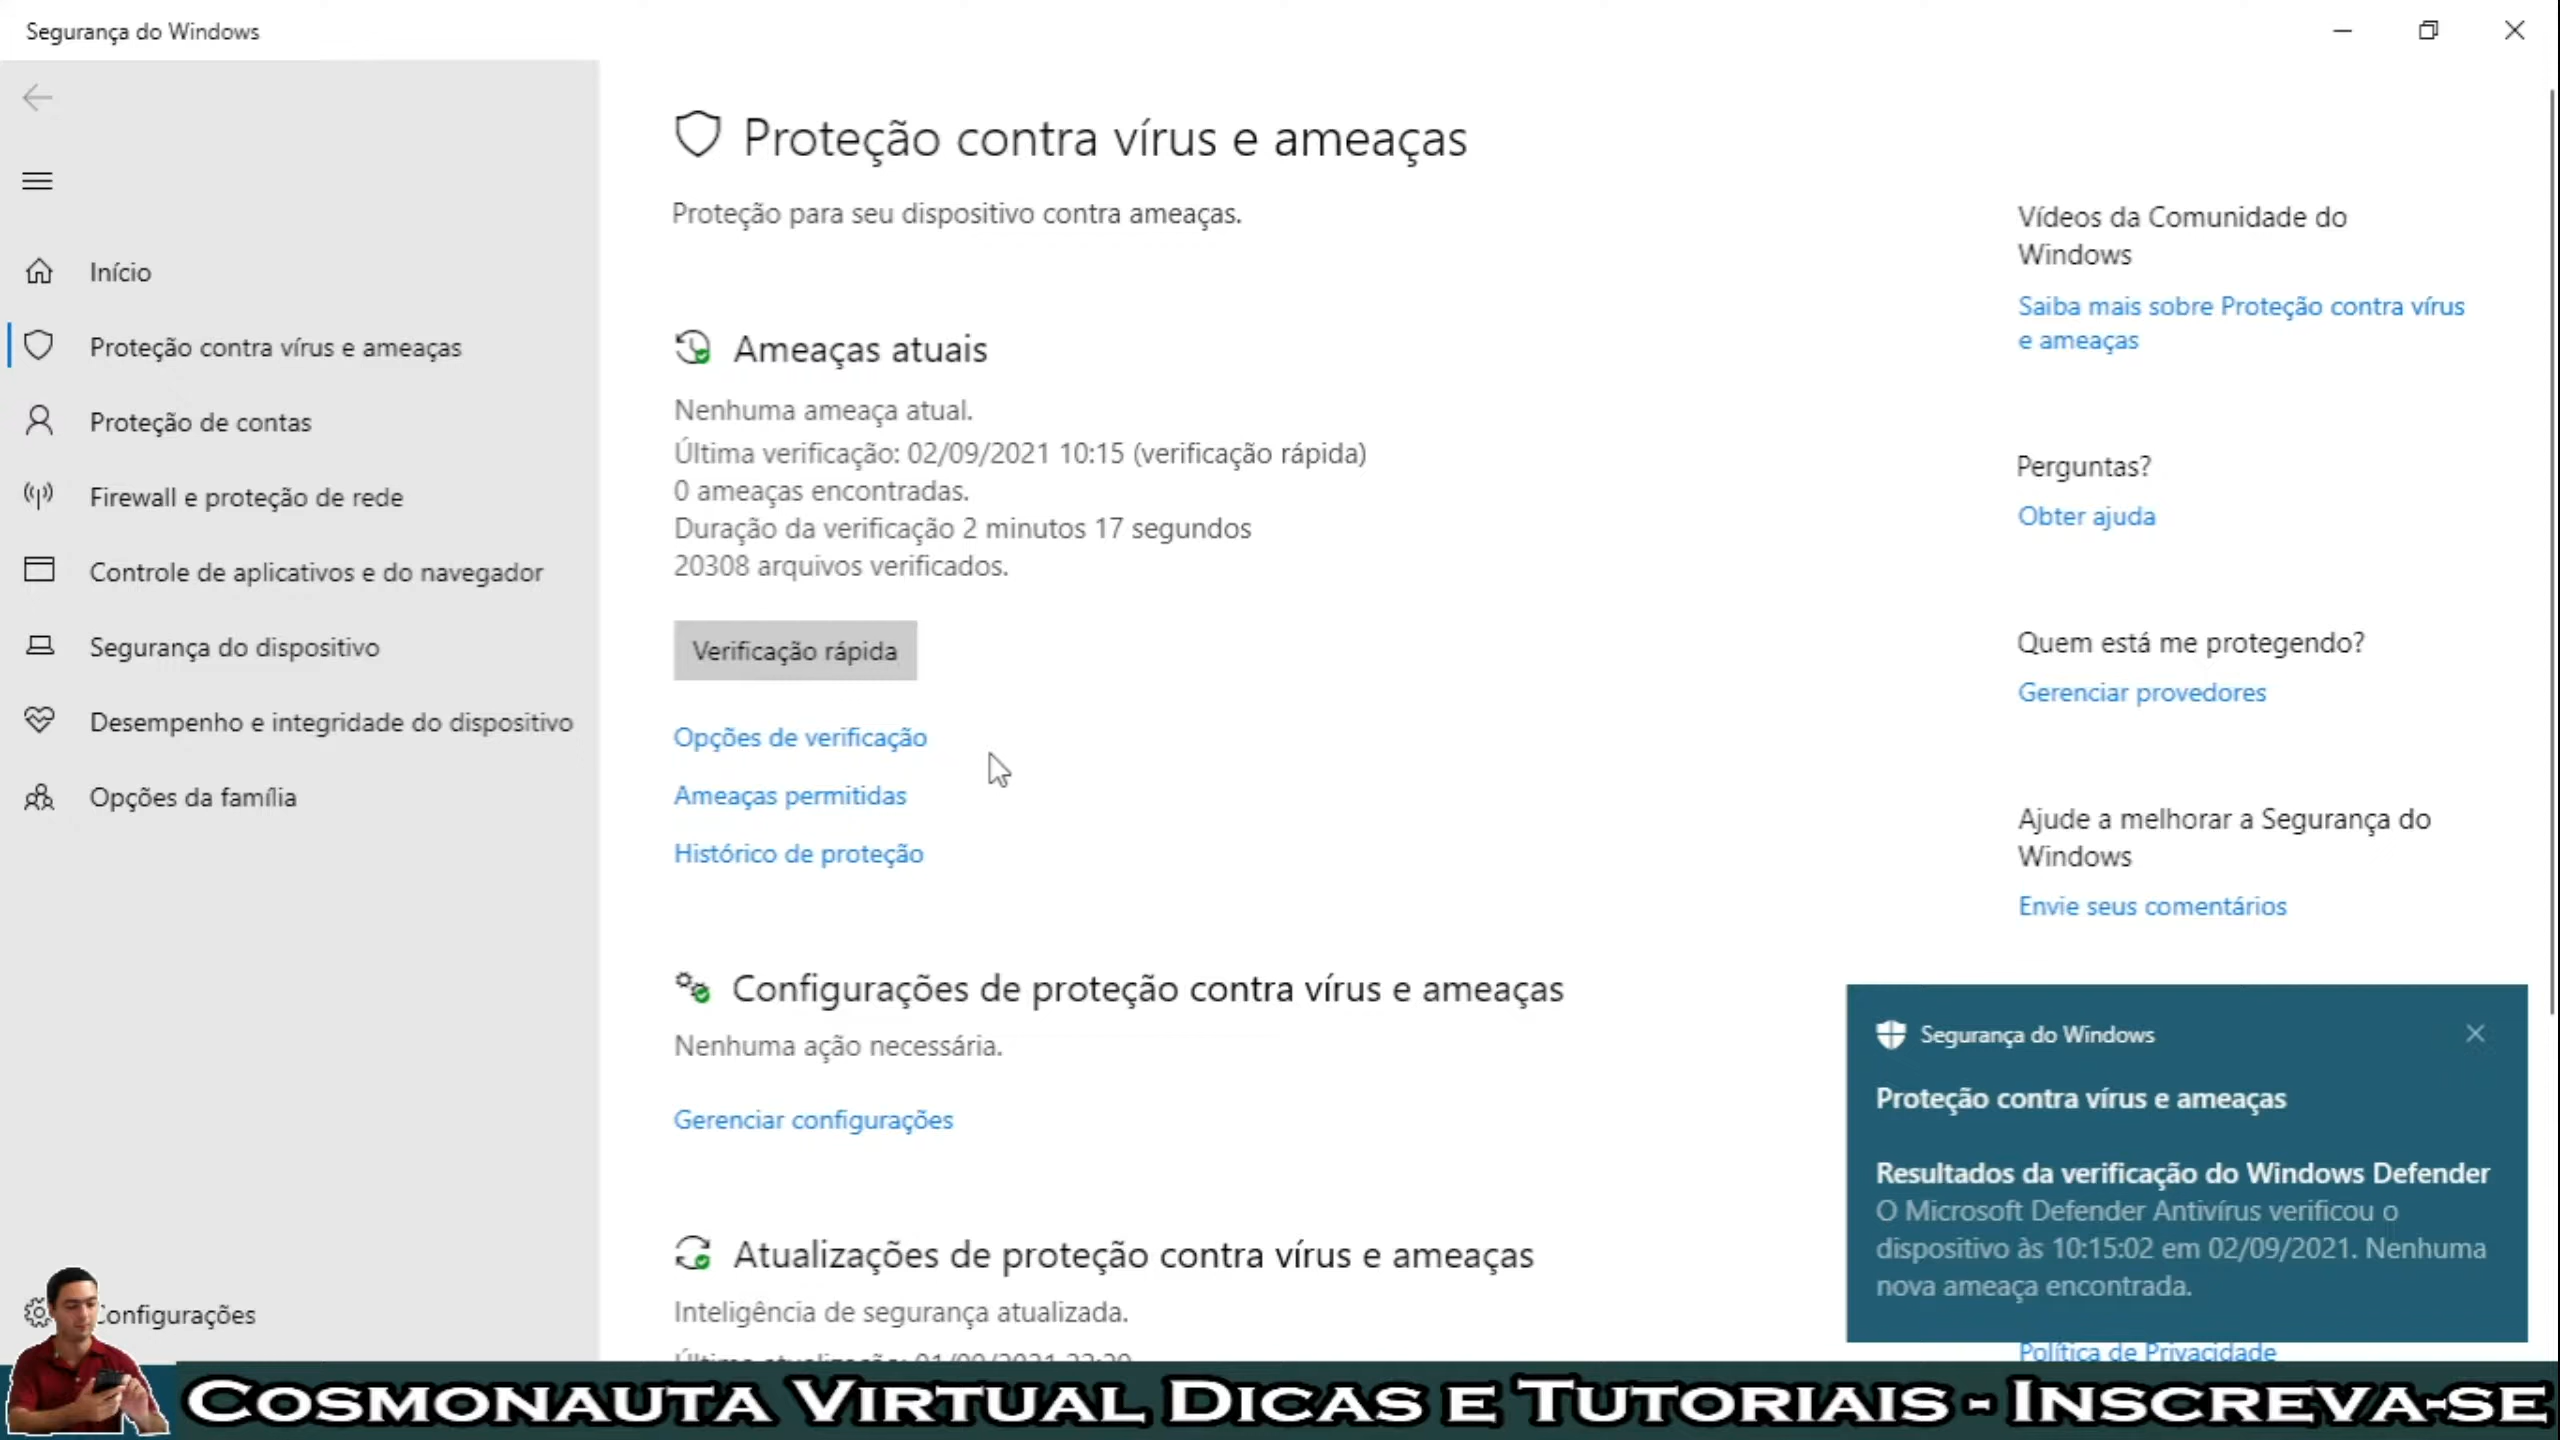 Segurança do Windows
Início
Proteção contra vírus e ameaças
Proteção de contas
Firewall e proteção de rede
Controle de aplicativos e do navegador
Segurança do dispositivo
Desempenho e integridade do dispositivo
Opções da família
onfigurações
Proteção contra vírus e ameaças
Proteção para seu dispositivo contra ameaças.
Ameaças atuais
Nenhuma ameaça atual.
Última verificação: 02/09/2021 10:15 (verificação rápida)
0 ameaças encontradas.
Duração da verificação 2 minutos 17 segundos
20308 arquivos verificados.
Verificação rápida
Opções de verificação
Ameaças permitidas
Histórico de proteção
Configurações de proteção contra vírus e ameaças
Nenhuma ação necessária.
Gerenciar configurações
Atualizações de proteção contra vírus e ameaças
Inteligência de segurança atualizada.
Vídeos da Comunidade do
Windows
Saiba mais sobre Proteção contra vírus
e ameaças
Perguntas?
Obter ajuda
Quem está me protegendo?
Gerenciar provedores
Ajude a melhorar a Segurança do
Windows
Envie seus comentários
Segurança do Windows
Proteção contra vírus e ameaças
Resultados da verificação do Windows Defender
O Microsoft Defender Antivírus verificou o
dispositivo às 10:15:02 em 02/09/2021. Nenhuma
nova ameaça encontrada.
Política de Privacidade
Cosmonauta Virtual Dicas e Tutoriais - Inscreva-se